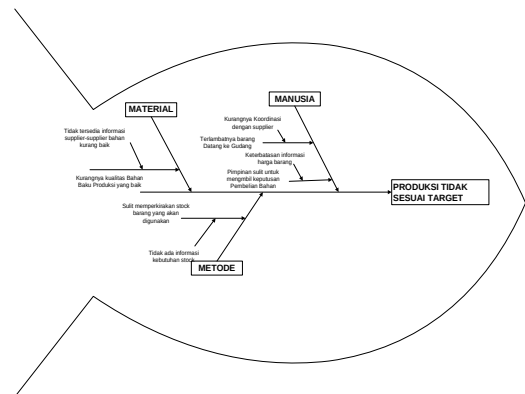 MATERIAL
MANUSIA
Tidak tersedia informasi
supplier-supplier bahan
kurang baik
Kurangnya kualitas Bahan
Baku Produksi yang baik
Kurangnya Koordinasi
dengan supplier
Terlambatnya barang
Datang ke Gudang
Keterbatasan informasi
harga barang
Pimpinan sulit untuk
mengmbil keputusan
Pembelian Bahan
PRODUKSI TIDAK
SESUAI TARGET
Sulit memperkirakan stock
barang yang akan
digunakan
Tidak ada informasi
kebutuhan stock
METODE